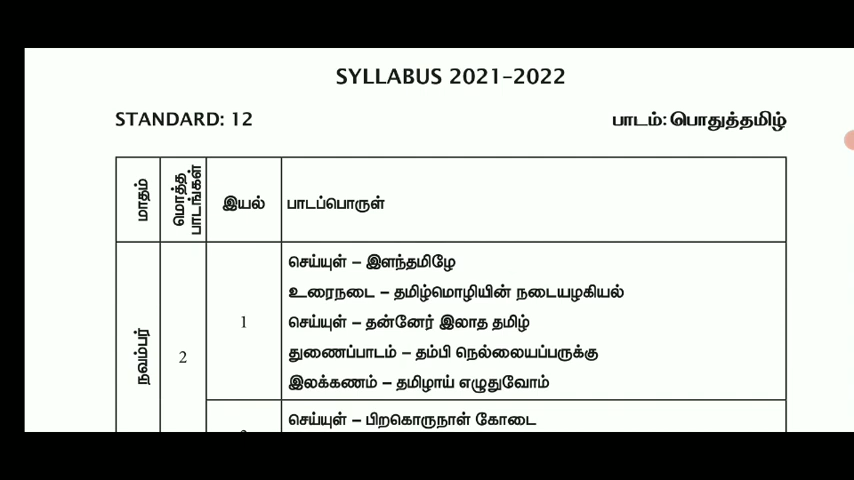 SYLLABUS 2021–2022
STANDARD: 12 பாடம்: பொதுத்தமிழ்
மாதம் மொத்த பாடங்கள் இயல் பாடப்பொருள்
செய்யுள் – இளந்தமிழே
உரைநடை – தமிழ்மொழியின் நடையழகியல்
நவம்பர் 2 1 செய்யுள் – தன்னேர் இலாத தமிழ்
துணைப்பாடம் – தம்பி நெல்லையப்பருக்கு
இலக்கணம் – தமிழாய் எழுதுவோம்
செய்யுள் – பிறகொருநாள் கோடை